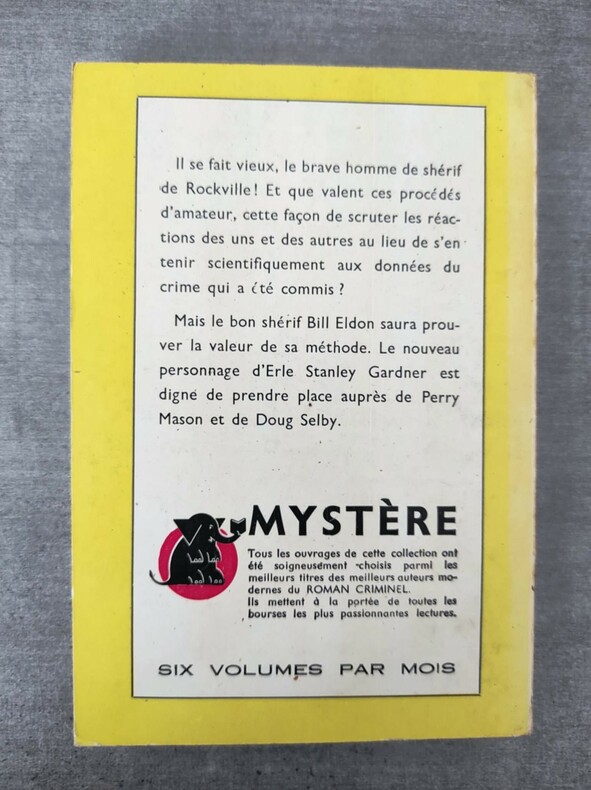 Il se fait vieux, le brave homme de shérif
de Rockville! Et que valent ces procédés
d'amateur, cette façon de scruter les réac-
tions des uns et des autres au lieu de s'en
tenir scientifiquement aux données du
crime qui a été commis ?
Mais le bon shérif Bill Eldon saura prou-
ver la valeur de sa méthode. Le nouveau
personnage d'Erle Stanley Gardner est
digne de prendre place auprès de Perry
Mason et de Doug Selby.
MYSTÈRE
Tous les ouvrages de cette collection ont
été soigneusement choisis parmi les
meilleurs titres des meilleurs auteurs mo-
dernes du ROMAN CRIMINEL.
Ils mettent à la portée de toutes les
bourses les plus passionnantes lectures.
SIX VOLUMES PAR MOIS